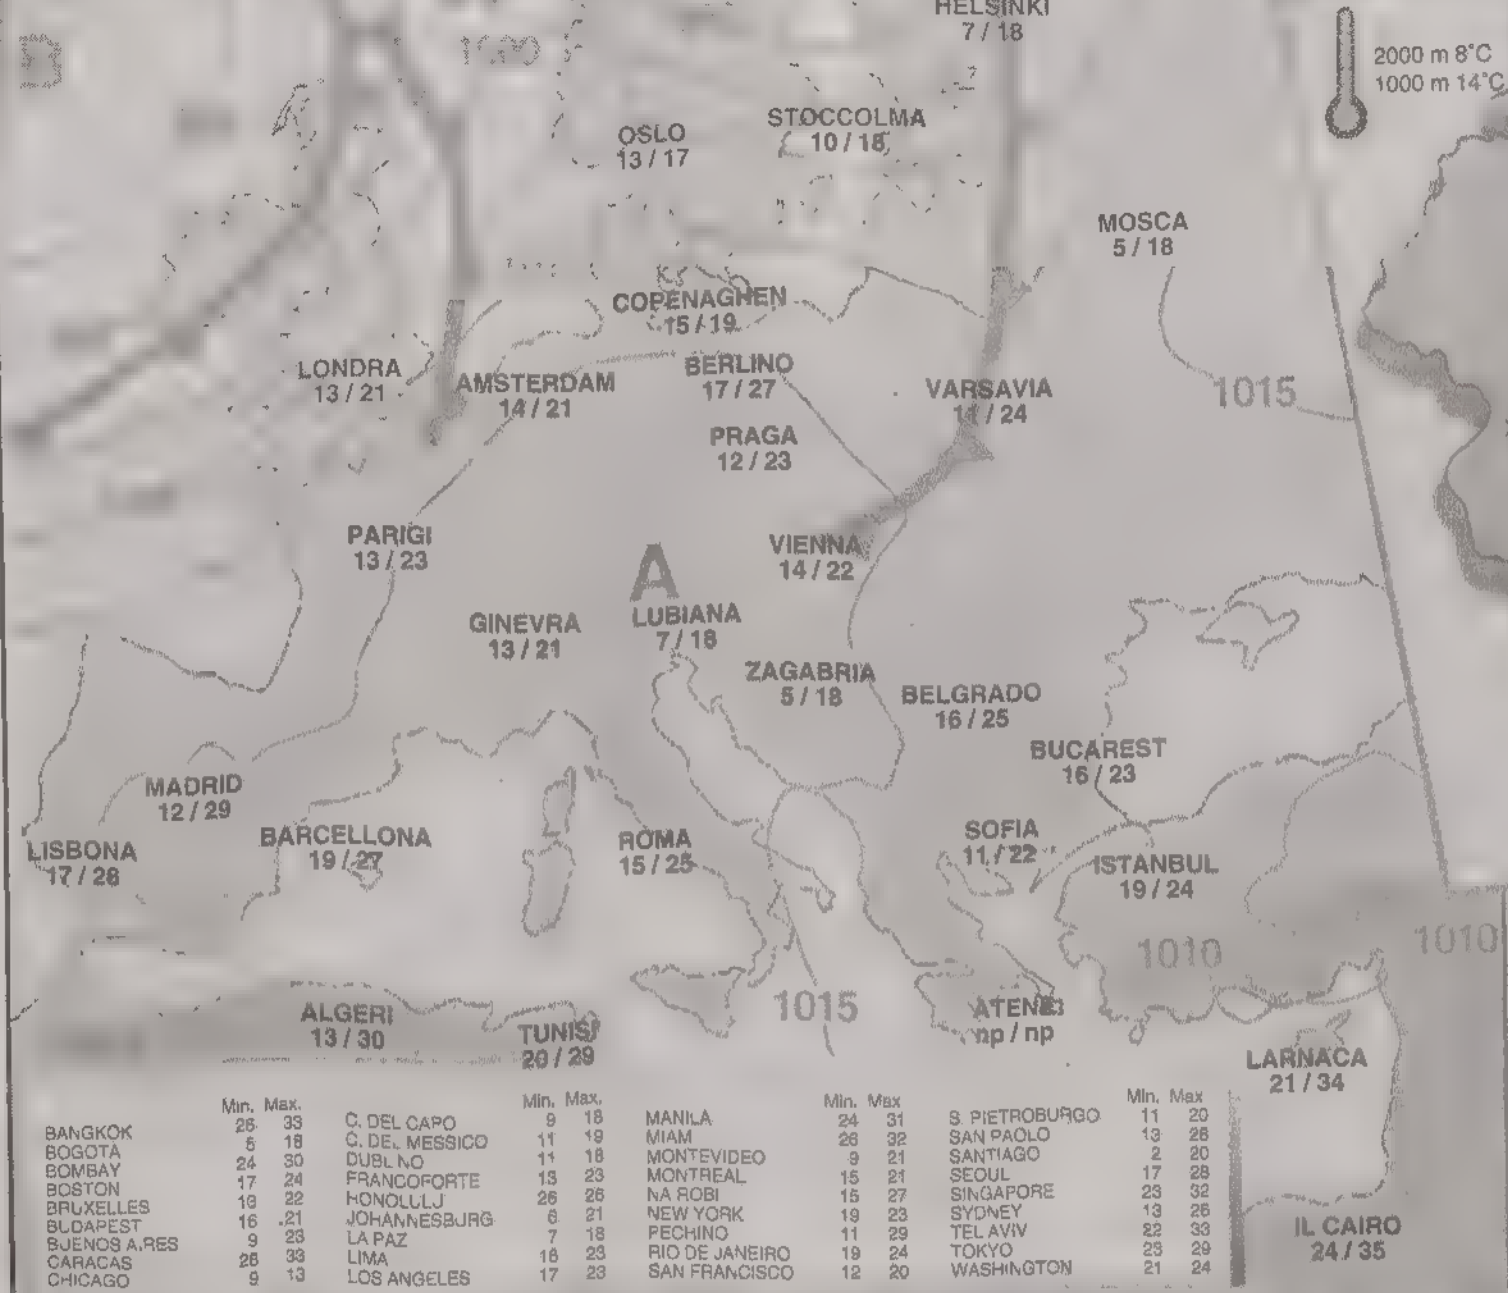 HELSINKI
7 / 18
2000 m 8°C
1000 m 14°C
STOCCOLMA
10 / 18
OSLO
13 / 17
MOSCA
5 / 18
COPENAGHEN
15 / 19
LONDRA
13 / 21
AMSTERDAM
14 / 21
BERLINO
17 / 27
VARSAVIA
11 / 24
1015
PRAGA
12 / 23
PARIGI
13 / 23
VIENNA
14 / 22
A
GINEVRA
13 / 21
LUBIANA
7 / 18
ZAGABRIA
5 / 18
BELGRADO
16 / 25
BUCAREST
16 / 23
MADRID
12 / 29
LISBONA
17 / 28
BARCELLONA
19 / 27
ROMA
15 / 25
SOFIA
11 / 22
ISTANBUL
19 / 24
1010
1010
1015
ALGERI
13 / 30
TUNISI
20 / 29
ATENE
np / np
LARNACA
21 / 34
IL CAIRO
24 / 35
Min. Max.
BANGKOK 26 33
BOGOTA 18
BOMBAY 24 30
BOSTON 17 24
BRUXELLES 22
BUDAPEST 16 21
BUENOS AIRES 9 23
CARACAS 26 33
CHICAGO 9 13
Min. Max.
C. DEL CAPO 9 18
C. DEL MESSICO 11 19
DUBLINO 11 18
FRANCOFORTE 13 23
HONOLULU 26
JOHANNESBURG 21
LA PAZ 7 18
LIMA 23
LOS ANGELES 17 23
Min. Max
MANILA 24 31
MIAMI 26 32
MONTEVIDEO 9 21
MONTREAL 15 21
NAIROBI 15 27
NEW YORK 19 23
PECHINO 11 29
RIO DE JANEIRO 19 24
SAN FRANCISCO 12 20
Min. Max
S. PIETROBURGO 11 20
SAN PAOLO 13 26
SANTIAGO 2 20
SEOUL 17 28
SINGAPORE 23 32
SYDNEY 13 26
TEL AVIV 22 33
TOKYO 23 29
WASHINGTON 21 24